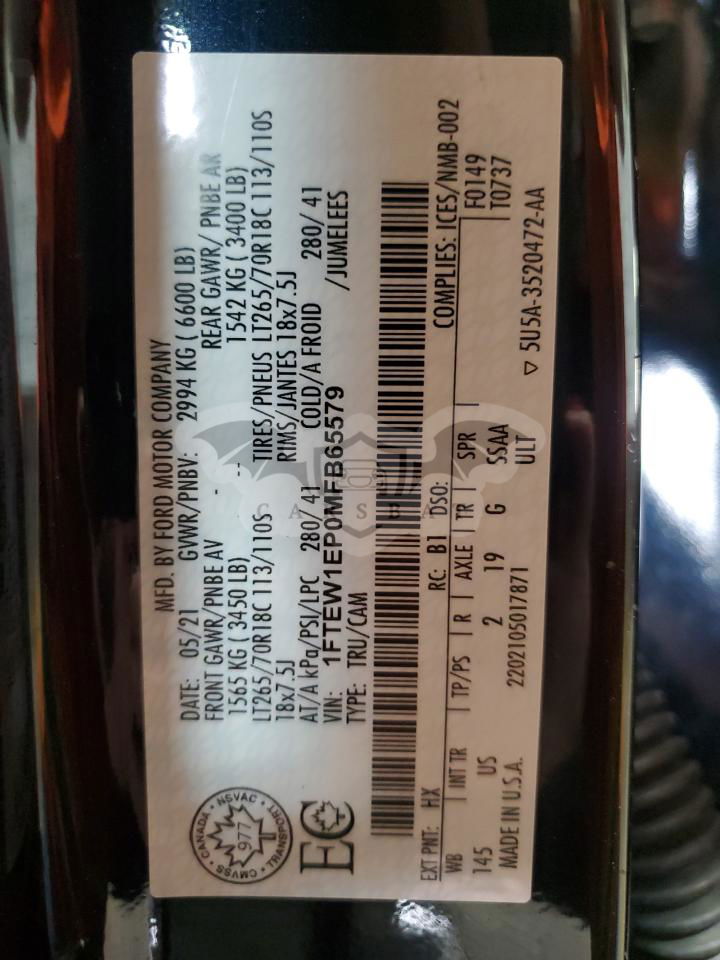 MFD. BY FORD MOTOR COMPANY
DATE: 05/21 GVWR/PNBV: 2994 KG ( 6600 LB)
FRONT GAWR/PNBE AV - REAR GAWR/ PNBE AR
1565 KG ( 3450 LB) -- 1542 KG ( 3400 LB)
LT265/70R18C 113/110S TIRES/PNEUS LT265/70R18C 113/110S
18x7.5J RIMS/JANTES 18x7.5J
AT/A kPa/PSI/LPC 280/ 41 COLD/A FROID 280/ 41
VIN: 1FTEW1EP0MFB65579 /JUMELEES
TYPE: TRU/CAM
CANADA • NSVAC • TRANSPORT • CMVSS •
977
EC
CASBA
EXT PNT: HX RC: B1 DSO: COMPLIES: ICES/NMB-002
WB | INT TR | TP/PS | R | AXLE | TR | SPR | F0149
145 US 2 19 G SSAA T0737
ULT
MADE IN U.S.A. 2202105017871 ▽ 5U5A-3520472-AA